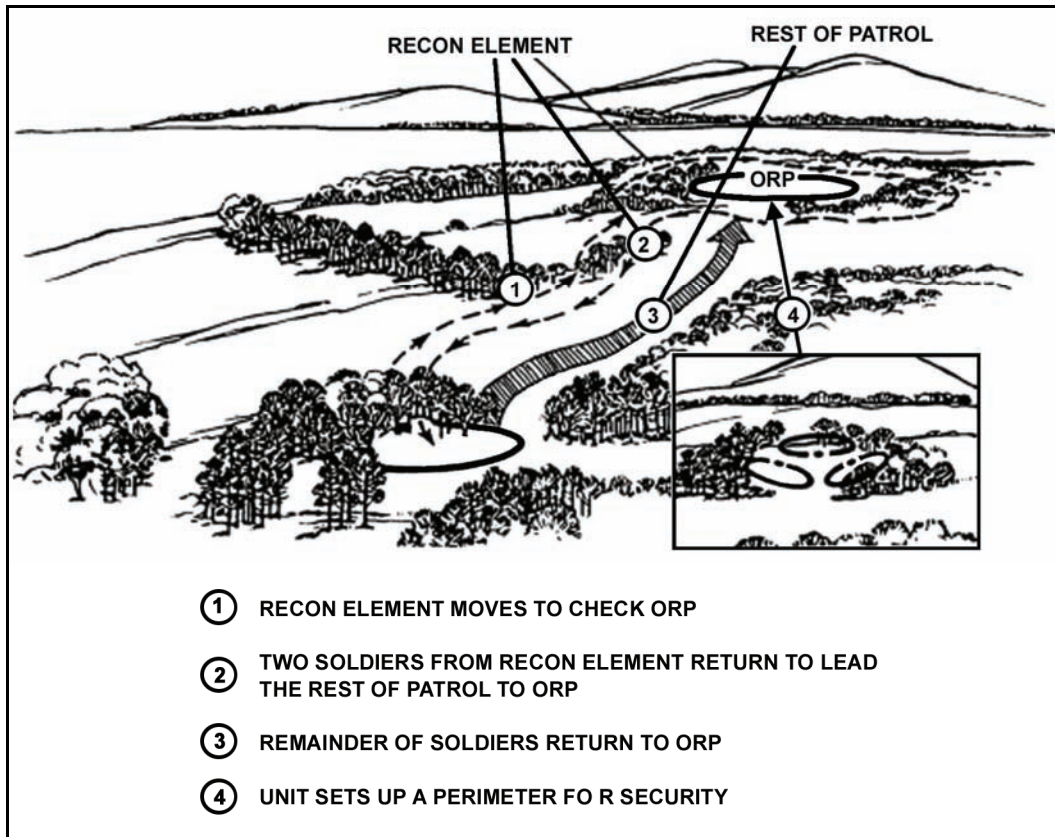 RECON ELEMENT
REST OF PATROL
ORP
2
1
3
4
1 RECON ELEMENT MOVES TO CHECK ORP
2 TWO SOLDIERS FROM RECON ELEMENT RETURN TO LEAD
THE REST OF PATROL TO ORP
3 REMAINDER OF SOLDIERS RETURN TO ORP
4 UNIT SETS UP A PERIMETER FO R SECURITY